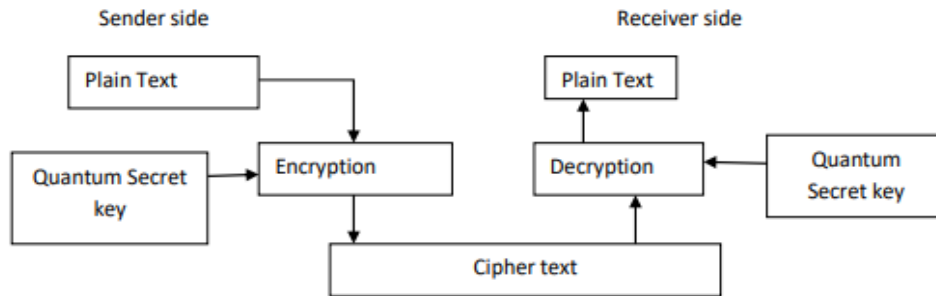 Sender side
Receiver side
Plain Text
Plain Text
Quantum Secret
key
Encryption
Decryption
Quantum
Secret key
Cipher text